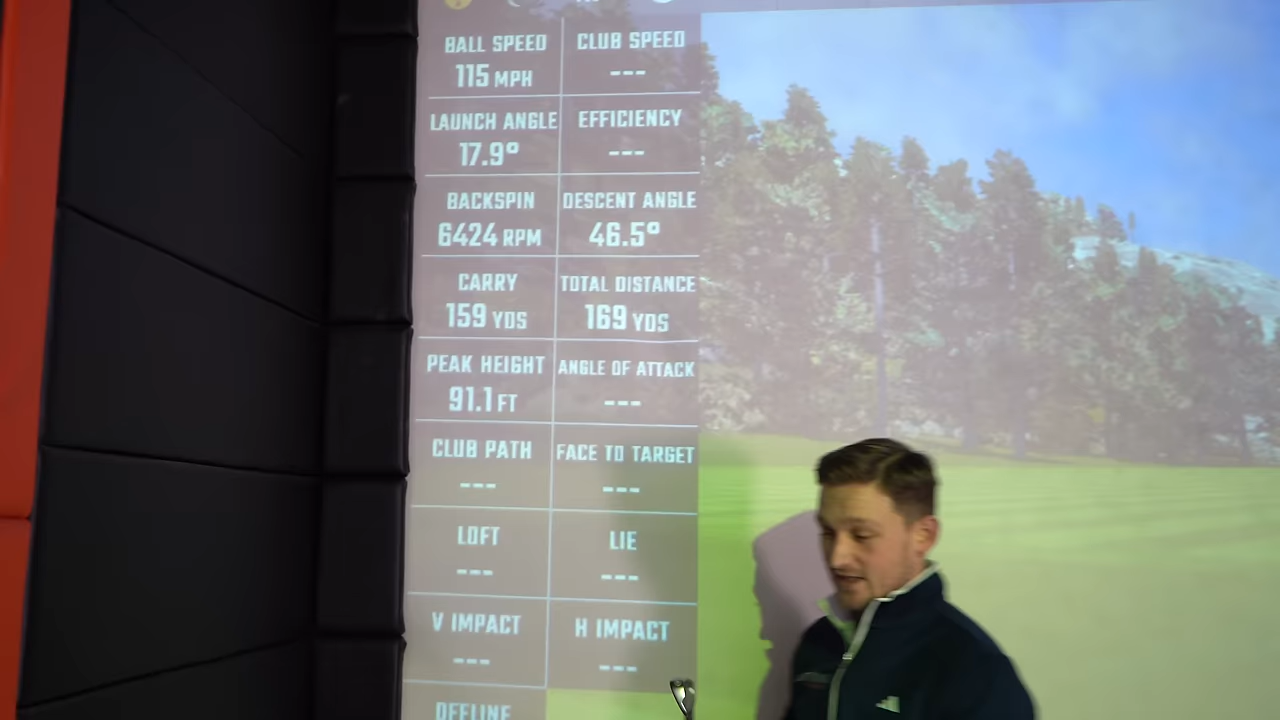 BALL SPEED CLUB SPEED
115 MPH ---
LAUNCH ANGLE EFFICIENCY
17.9° ---
BACKSPIN DESCENT ANGLE
6424 RPM 46.5°
CARRY TOTAL DISTANCE
159 YDS 169 YDS
PEAK HEIGHT ANGLE OF ATTACK
91.1 FT ---
CLUB PATH FACE TO TARGET
--- ---
LOFT LIE
--- ---
V IMPACT H IMPACT
--- ---
OFFLINE